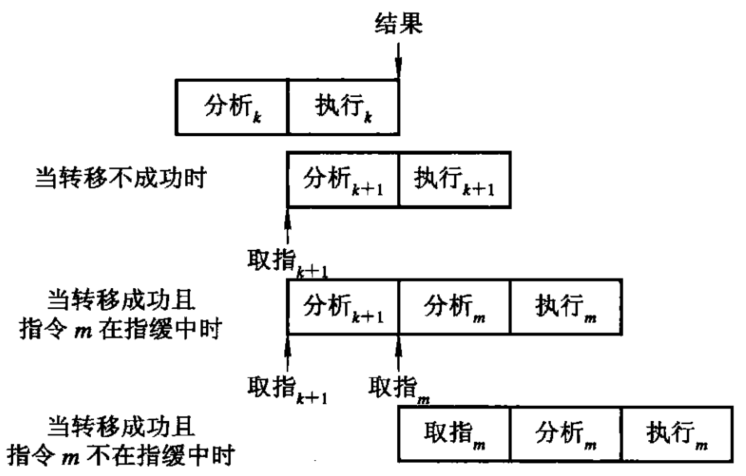 结果
分析k 执行k
当转移不成功时 分析k+1 执行k+1
取指k+1
当转移成功且
指令 m 在指缓中时 分析k+1 分析m 执行m
取指k+1 取指m
当转移成功且
指令 m 不在指缓中时 取指m 分析m 执行m